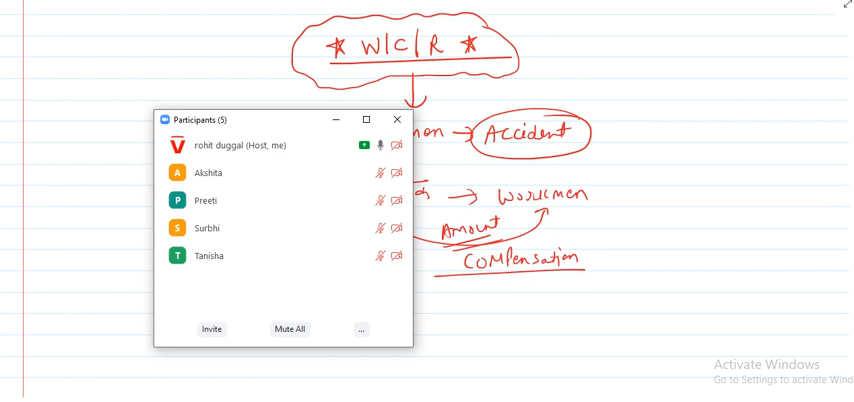 ★ W/C/R ★
Participants (5)
rohit duggal (Host, me)
Akshita
A
Preeti
P
Surbhi
S
Tanisha
T
Invite
Mute All
...
men → Accident
→ Workmen
Amount
Compensation
Activate Windows
Go to Settings to activate Wind